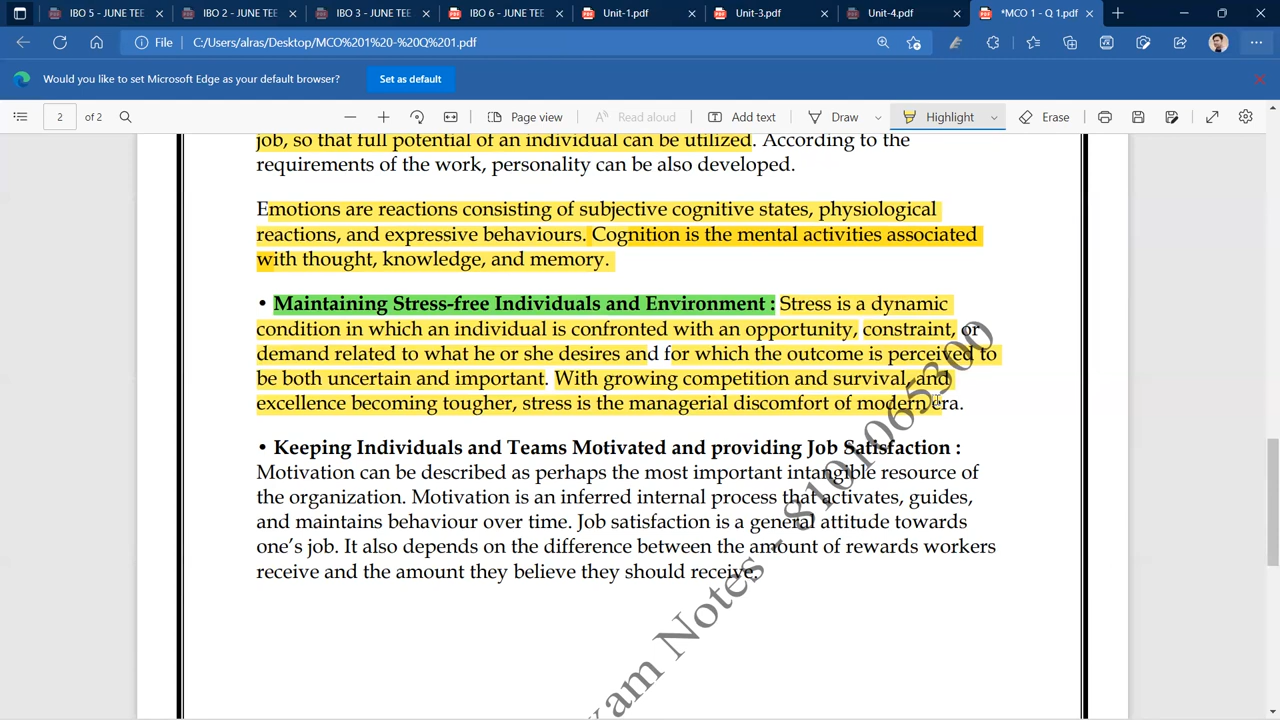 IBO 5 - JUNE TEE
IBO 2 - JUNE TEE
IBO 3 - JUNE TEE
IBO 6 - JUNE TEE
Unit-1.pdf
Unit-3.pdf
Unit-4.pdf
*MCO 1 - Q 1.pdf
File
C:/Users/alras/Desktop/MCO%201%20-%20Q%201.pdf
Would you like to set Microsoft Edge as your default browser?
Set as default
2
of 2
Page view
Read aloud
Add text
Draw
Highlight
Erase
job, so that full potential of an individual can be utilized. According to the
requirements of the work, personality can be also developed.
Emotions are reactions consisting of subjective cognitive states, physiological
reactions, and expressive behaviours. Cognition is the mental activities associated
with thought, knowledge, and memory.
• Maintaining Stress-free Individuals and Environment : Stress is a dynamic
condition in which an individual is confronted with an opportunity, constraint, or
demand related to what he or she desires and for which the outcome is perceived to
be both uncertain and important. With growing competition and survival, and
excellence becoming tougher, stress is the managerial discomfort of modern era.
• Keeping Individuals and Teams Motivated and providing Job Satisfaction :
Motivation can be described as perhaps the most important intangible resource of
the organization. Motivation is an inferred internal process that activates, guides,
and maintains behaviour over time. Job satisfaction is a general attitude towards
one's job. It also depends on the difference between the amount of rewards workers
receive and the amount they believe they should receive.
xam Notes - 8101065300